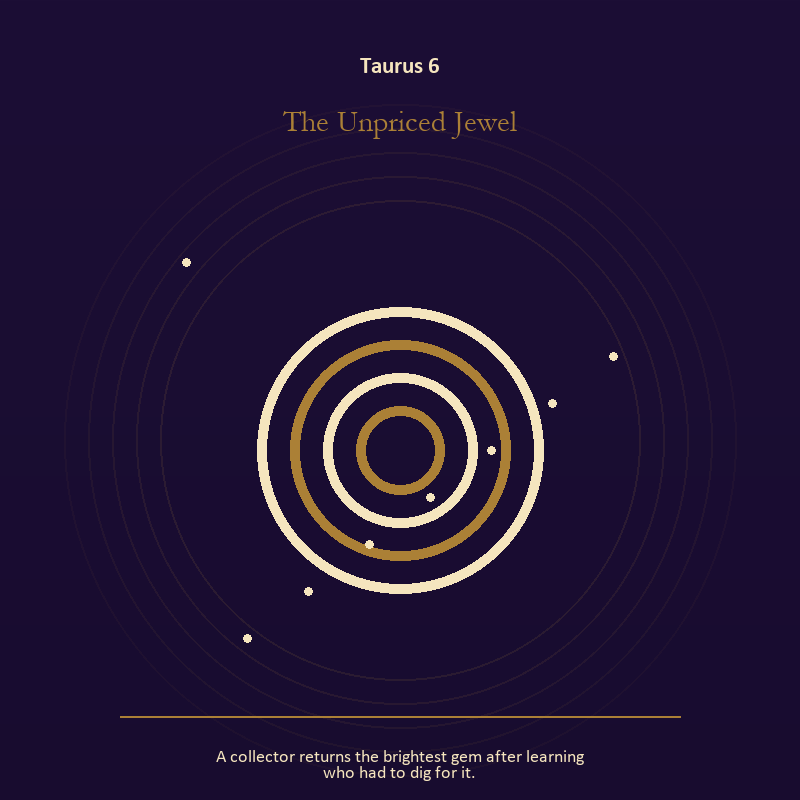 Taurus 6
The Unpriced Jewel
A collector returns the brightest gem after learning
who had to dig for it.